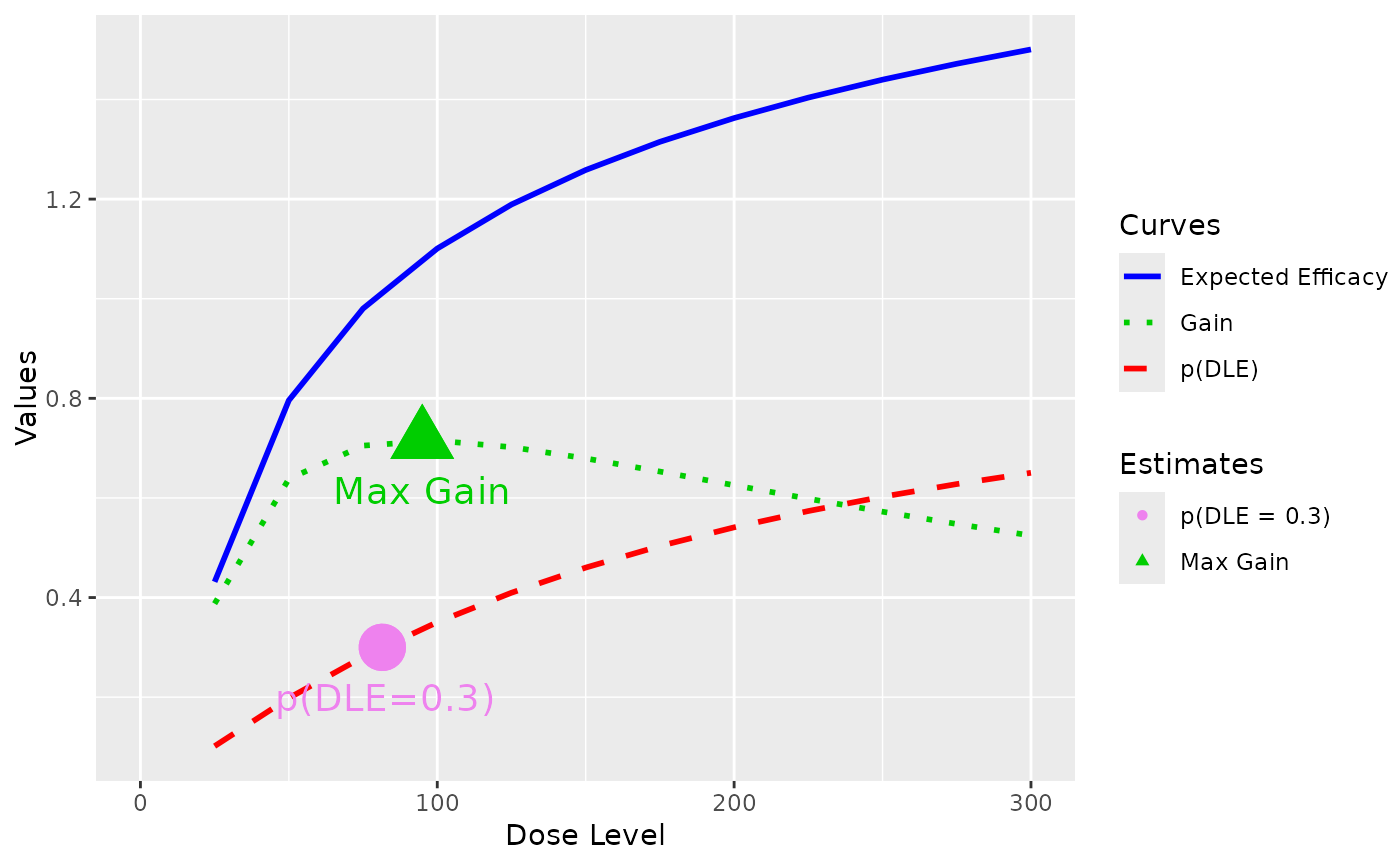 Values
1.2
0.8
0.4
Max Gain
p(DLE=0.3)
0
100
200
300
Dose Level
Curves
Expected Efficacy
Gain
p(DLE)
Estimates
p(DLE = 0.3)
Max Gain